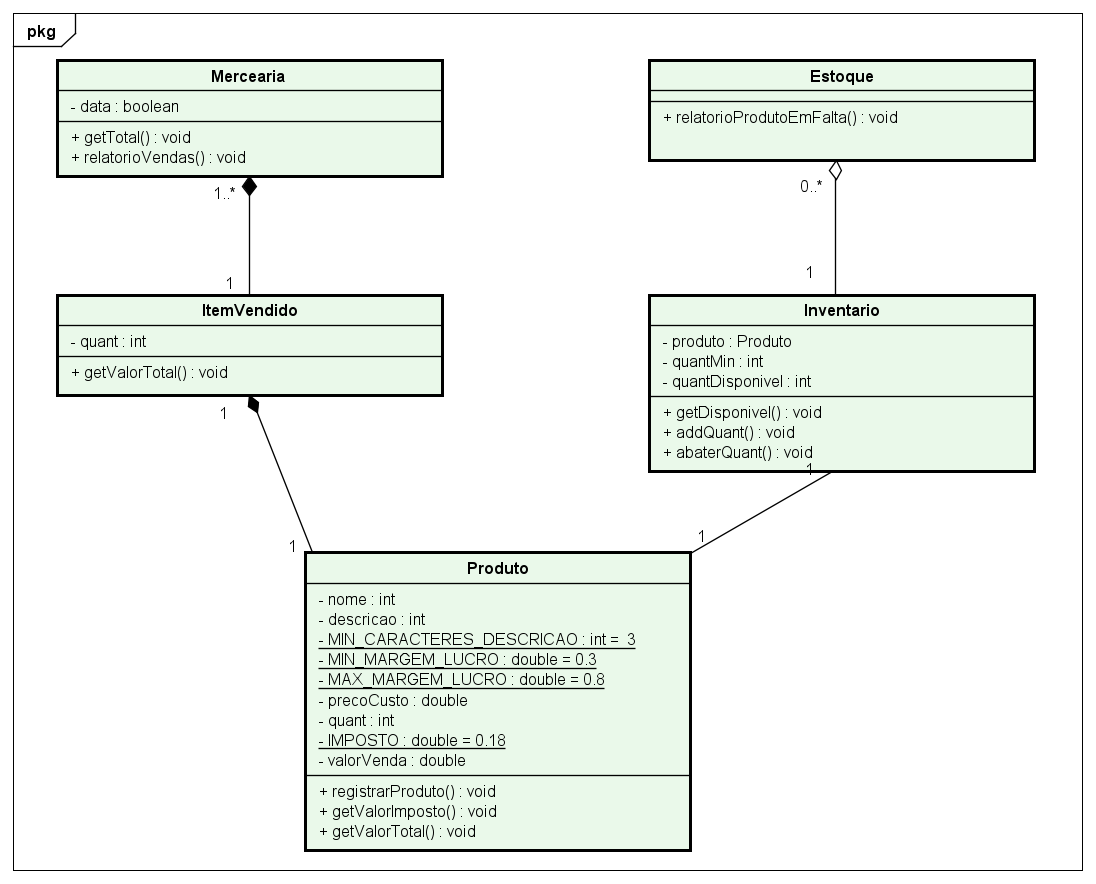 pkg
Mercearia
- data : boolean
+ getTotal() : void
+ relatorioVendas() : void
Estoque
+ relatorioProdutoEmFalta() : void
1..*
0..*
1
1
ItemVendido
- quant : int
+ getValorTotal() : void
Inventario
- produto : Produto
- quantMin : int
- quantDisponivel : int
+ getDisponivel() : void
+ addQuant() : void
+ abaterQuant() : void
1
1
1
1
Produto
- nome : int
- descricao : int
- MIN_CARACTERES_DESCRICAO : int = 3
- MIN_MARGEM_LUCRO : double = 0.3
- MAX_MARGEM_LUCRO : double = 0.8
- precoCusto : double
- quant : int
- IMPOSTO : double = 0.18
- valorVenda : double
+ registrarProduto() : void
+ getValorImposto() : void
+ getValorTotal() : void